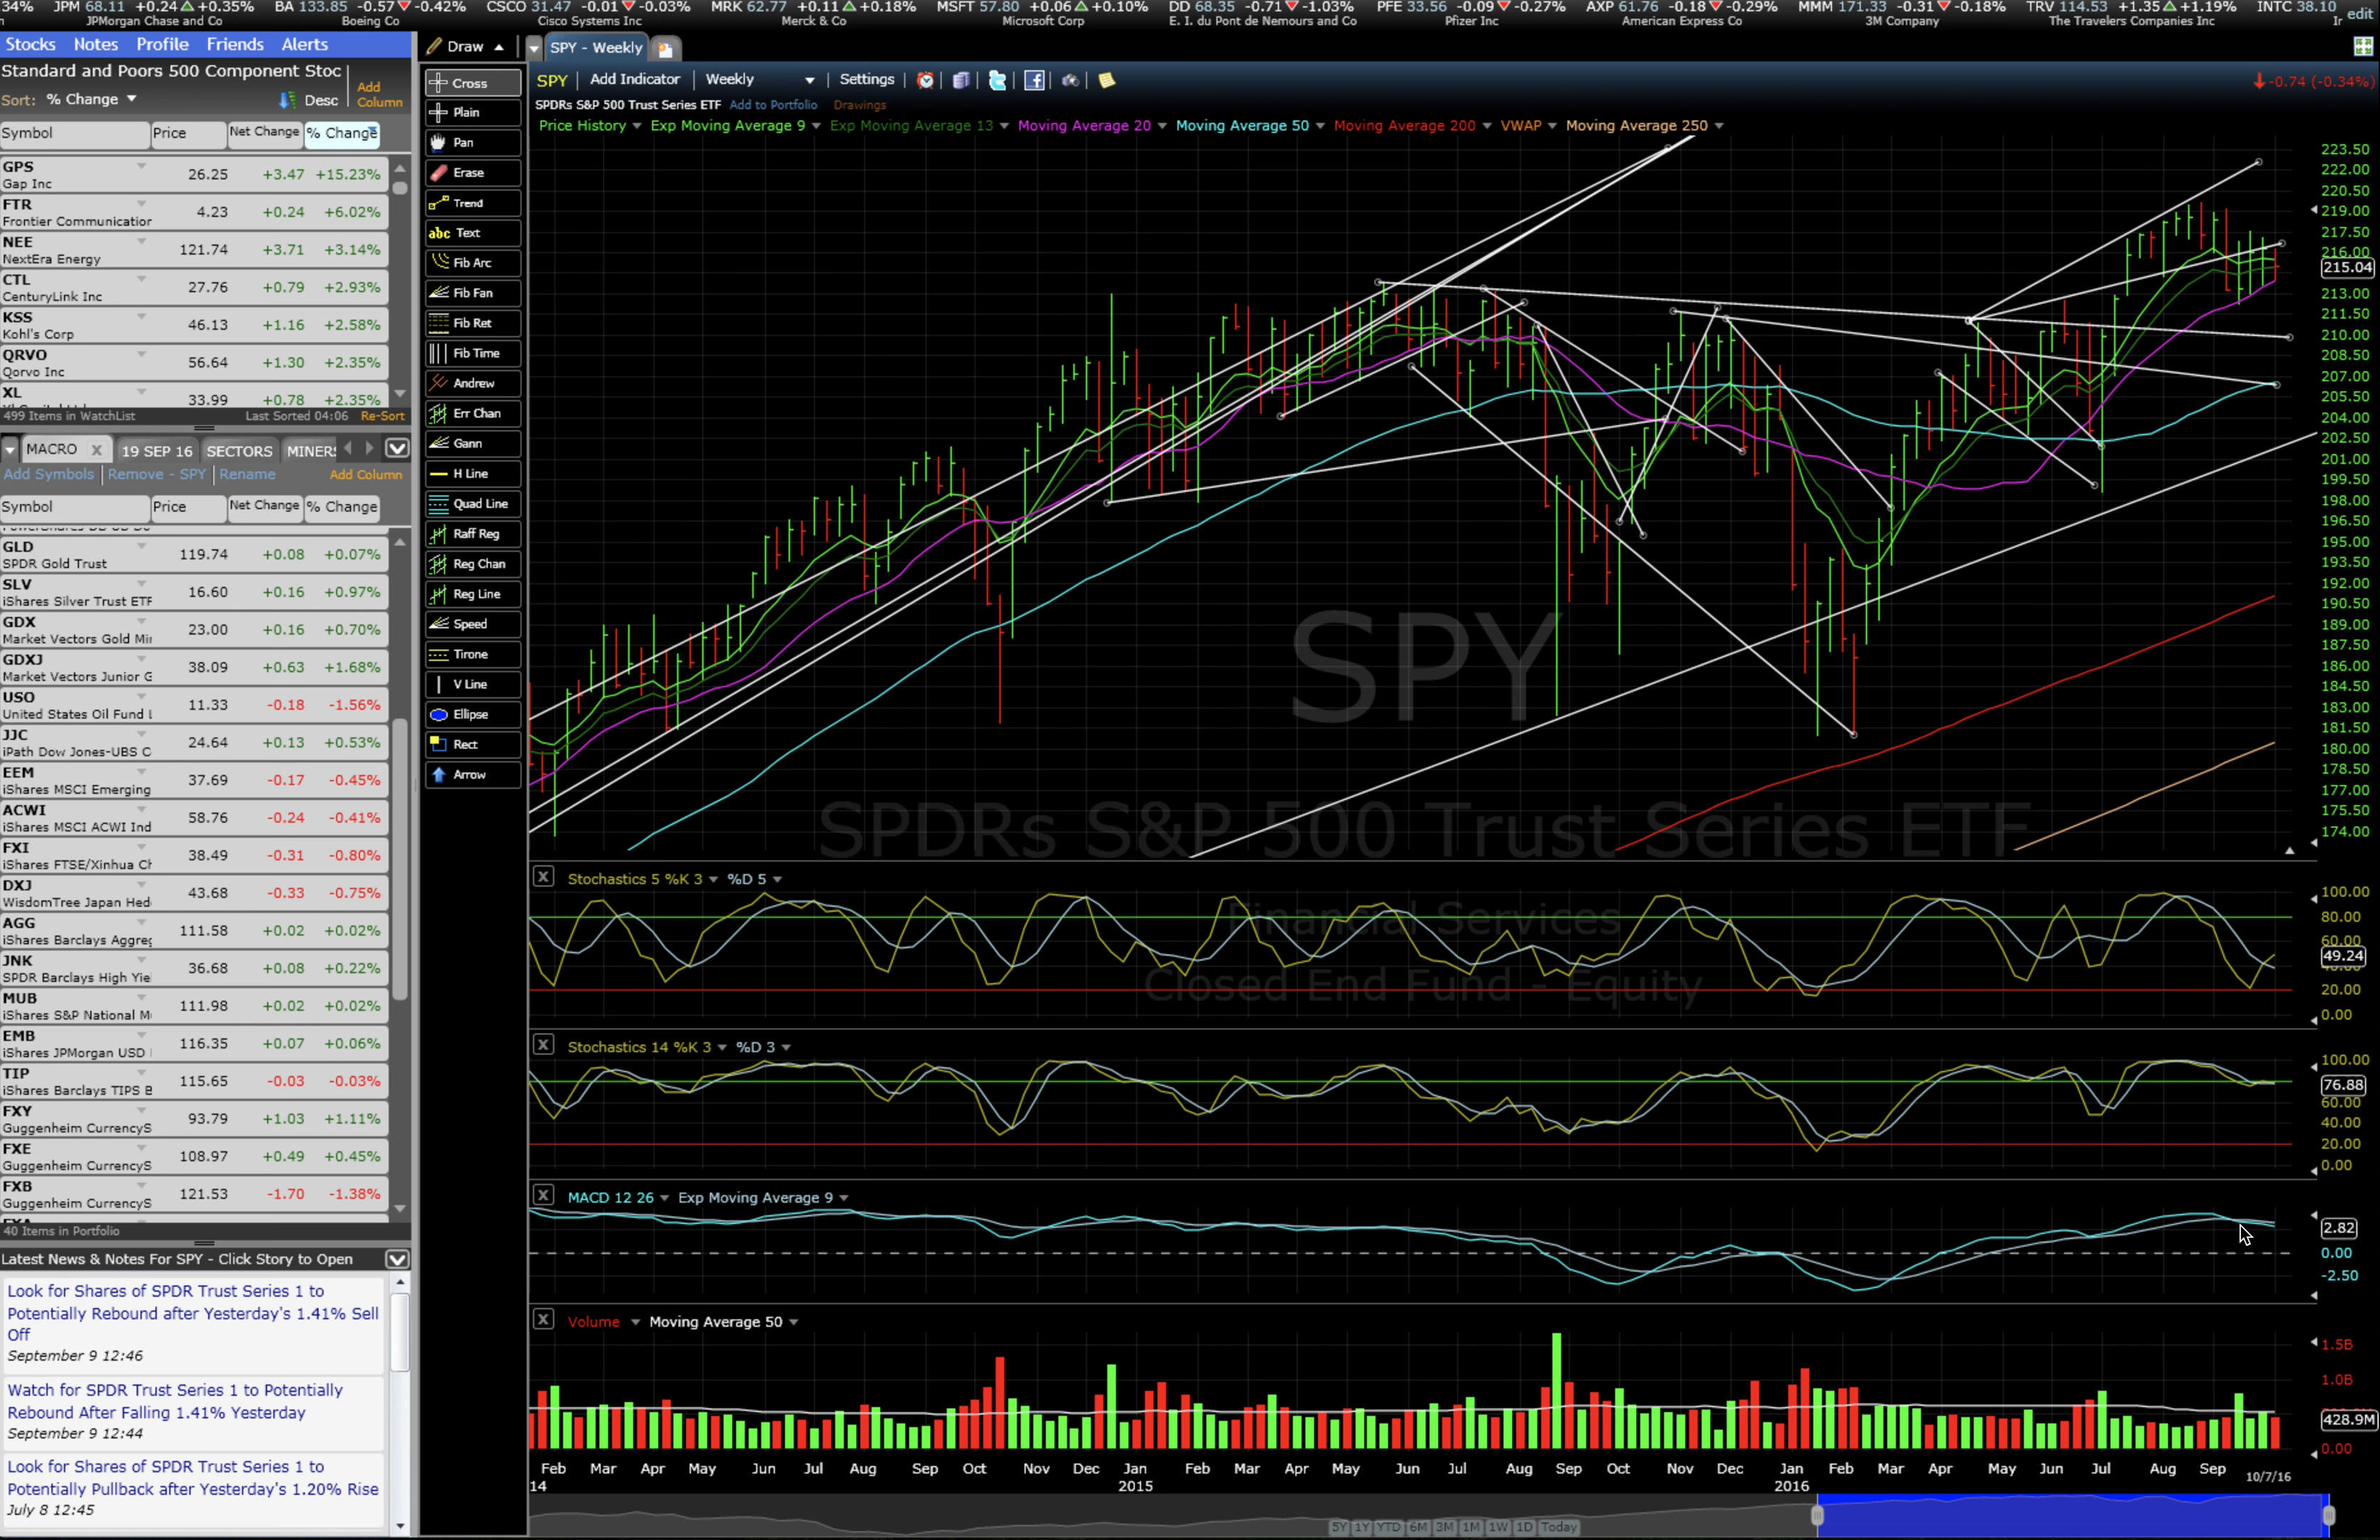 34% JPM 68.11 +0.24 +0.35% BA 133.85 -0.57 -0.42% CSCO 31.47 -0.01 -0.03% MRK 62.77 +0.11 +0.18% MSFT 57.80 +0.06 +0.10% DD 68.35 -0.71 -1.03% PFE 33.56 -0.09 -0.27% AXP 61.76 -0.18 -0.29% MMM 171.33 -0.31 -0.18% TRV 114.53 +1.35 +1.19% INTC 38.10 edit
JPMorgan Chase and Co Boeing Co Cisco Systems Inc Merck & Co Microsoft Corp E. I. du Pont de Nemours and Co Pfizer Inc American Express Co 3M Company The Travelers Companies Inc
Stocks Notes Profile Friends Alerts
Standard and Poors 500 Component Stoc
Sort: % Change Desc Add Column
Symbol Price Net Change % Change
GPS 26.25 +3.47 +15.23%
Gap Inc
FTR 4.23 +0.24 +6.02%
Frontier Communication
NEE 121.74 +3.71 +3.14%
NextEra Energy
CTL 27.76 +0.79 +2.93%
CenturyLink Inc
KSS 46.13 +1.16 +2.58%
Kohl's Corp
QRVO 56.64 +1.30 +2.35%
Qorvo Inc
XL 33.99 +0.78 +2.35%
499 Items in WatchList Last Sorted 04:06 Re-Sort
MACRO X 19 SEP 16 SECTORS MINERS
Add Symbols Remove - SPY Rename Add Column
Symbol Price Net Change % Change
GLD 119.74 +0.08 +0.07%
SPDR Gold Trust
SLV 16.60 +0.16 +0.97%
iShares Silver Trust ETF
GDX 23.00 +0.16 +0.70%
Market Vectors Gold Mir
GDXJ 38.09 +0.63 +1.68%
Market Vectors Junior G
USO 11.33 -0.18 -1.56%
United States Oil Fund L
JJC 24.64 +0.13 +0.53%
iPath Dow Jones-UBS C
EEM 37.69 -0.17 -0.45%
iShares MSCI Emerging
ACWI 58.76 -0.24 -0.41%
iShares MSCI ACWI Ind
FXI 38.49 -0.31 -0.80%
iShares FTSE/Xinhua Ch
DXJ 43.68 -0.33 -0.75%
WisdomTree Japan Hed
AGG 111.58 +0.02 +0.02%
iShares Barclays Aggreg
JNK 36.68 +0.08 +0.22%
SPDR Barclays High Yie
MUB 111.98 +0.02 +0.02%
iShares S&P National M
EMB 116.35 +0.07 +0.06%
iShares JPMorgan USD
TIP 115.65 -0.03 -0.03%
iShares Barclays TIPS B
FXY 93.79 +1.03 +1.11%
Guggenheim CurrencyS
FXE 108.97 +0.49 +0.45%
Guggenheim CurrencyS
FXB 121.53 -1.70 -1.38%
Guggenheim CurrencyS
40 Items in Portfolio
Latest News & Notes For SPY - Click Story to Open
Look for Shares of SPDR Trust Series 1 to
Potentially Rebound after Yesterday's 1.41% Sell
Off
September 9 12:46
Watch for SPDR Trust Series 1 to Potentially
Rebound After Falling 1.41% Yesterday
September 9 12:44
Look for Shares of SPDR Trust Series 1 to
Potentially Pullback after Yesterday's 1.20% Rise
July 8 12:45
Draw
Cross
Plain
Pan
Erase
Trend
abc Text
Fib Arc
Fib Fan
Fib Ret
Fib Time
Andrew
Err Chan
Gann
H Line
Quad Line
Raff Reg
Reg Chan
Reg Line
Speed
Tirone
V Line
Ellipse
Rect
Arrow
SPY - Weekly
SPY Add Indicator Weekly Settings -0.74 (-0.34%)
SPDRs S&P 500 Trust Series ETF Add to Portfolio Drawings
Price History Exp Moving Average 9 Exp Moving Average 13 Moving Average 20 Moving Average 50 Moving Average 200 VWAP Moving Average 250
223.50
222.00
220.50
219.00
217.50
216.00
215.04
213.00
211.50
210.00
208.50
207.00
205.50
204.00
202.50
201.00
199.50
198.00
196.50
195.00
193.50
192.00
190.50
189.00
187.50
186.00
184.50
183.00
181.50
180.00
178.50
177.00
175.50
174.00
SPY
SPDRs S&P 500 Trust Series ETF
Financial Services
Closed End Fund - Equity
X Stochastics 5 %K 3 %D 5
100.00
80.00
60.00
49.24
20.00
0.00
X Stochastics 14 %K 3 %D 3
100.00
76.88
60.00
40.00
20.00
0.00
X MACD 12 26 Exp Moving Average 9
2.82
0.00
-2.50
X Volume Moving Average 50
1.5B
1.0B
428.9M
0.00
Feb Mar Apr May Jun Jul Aug Sep Oct Nov Dec Jan Feb Mar Apr May Jun Jul Aug Sep Oct Nov Dec Jan Feb Mar Apr May Jun Jul Aug Sep 10/7/16
14 2015 2016
5Y 1Y YTD 6M 3M 1M 1W 1D Today